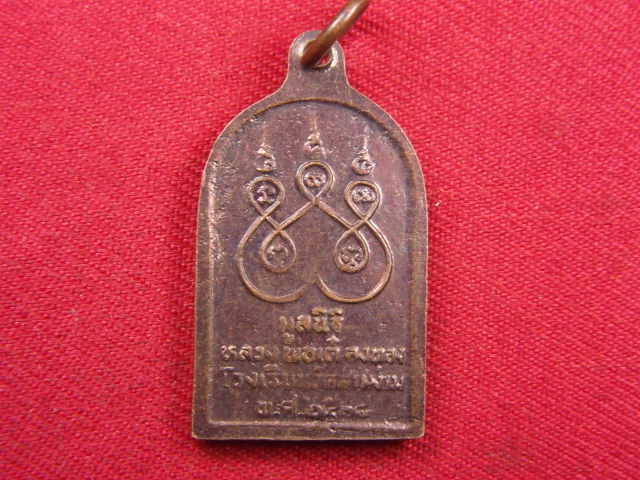 มูลนิธิ
หลวงพ่อเต๋ คงทอง
โรงเรียนวัดสามง่าม
พ.ศ.